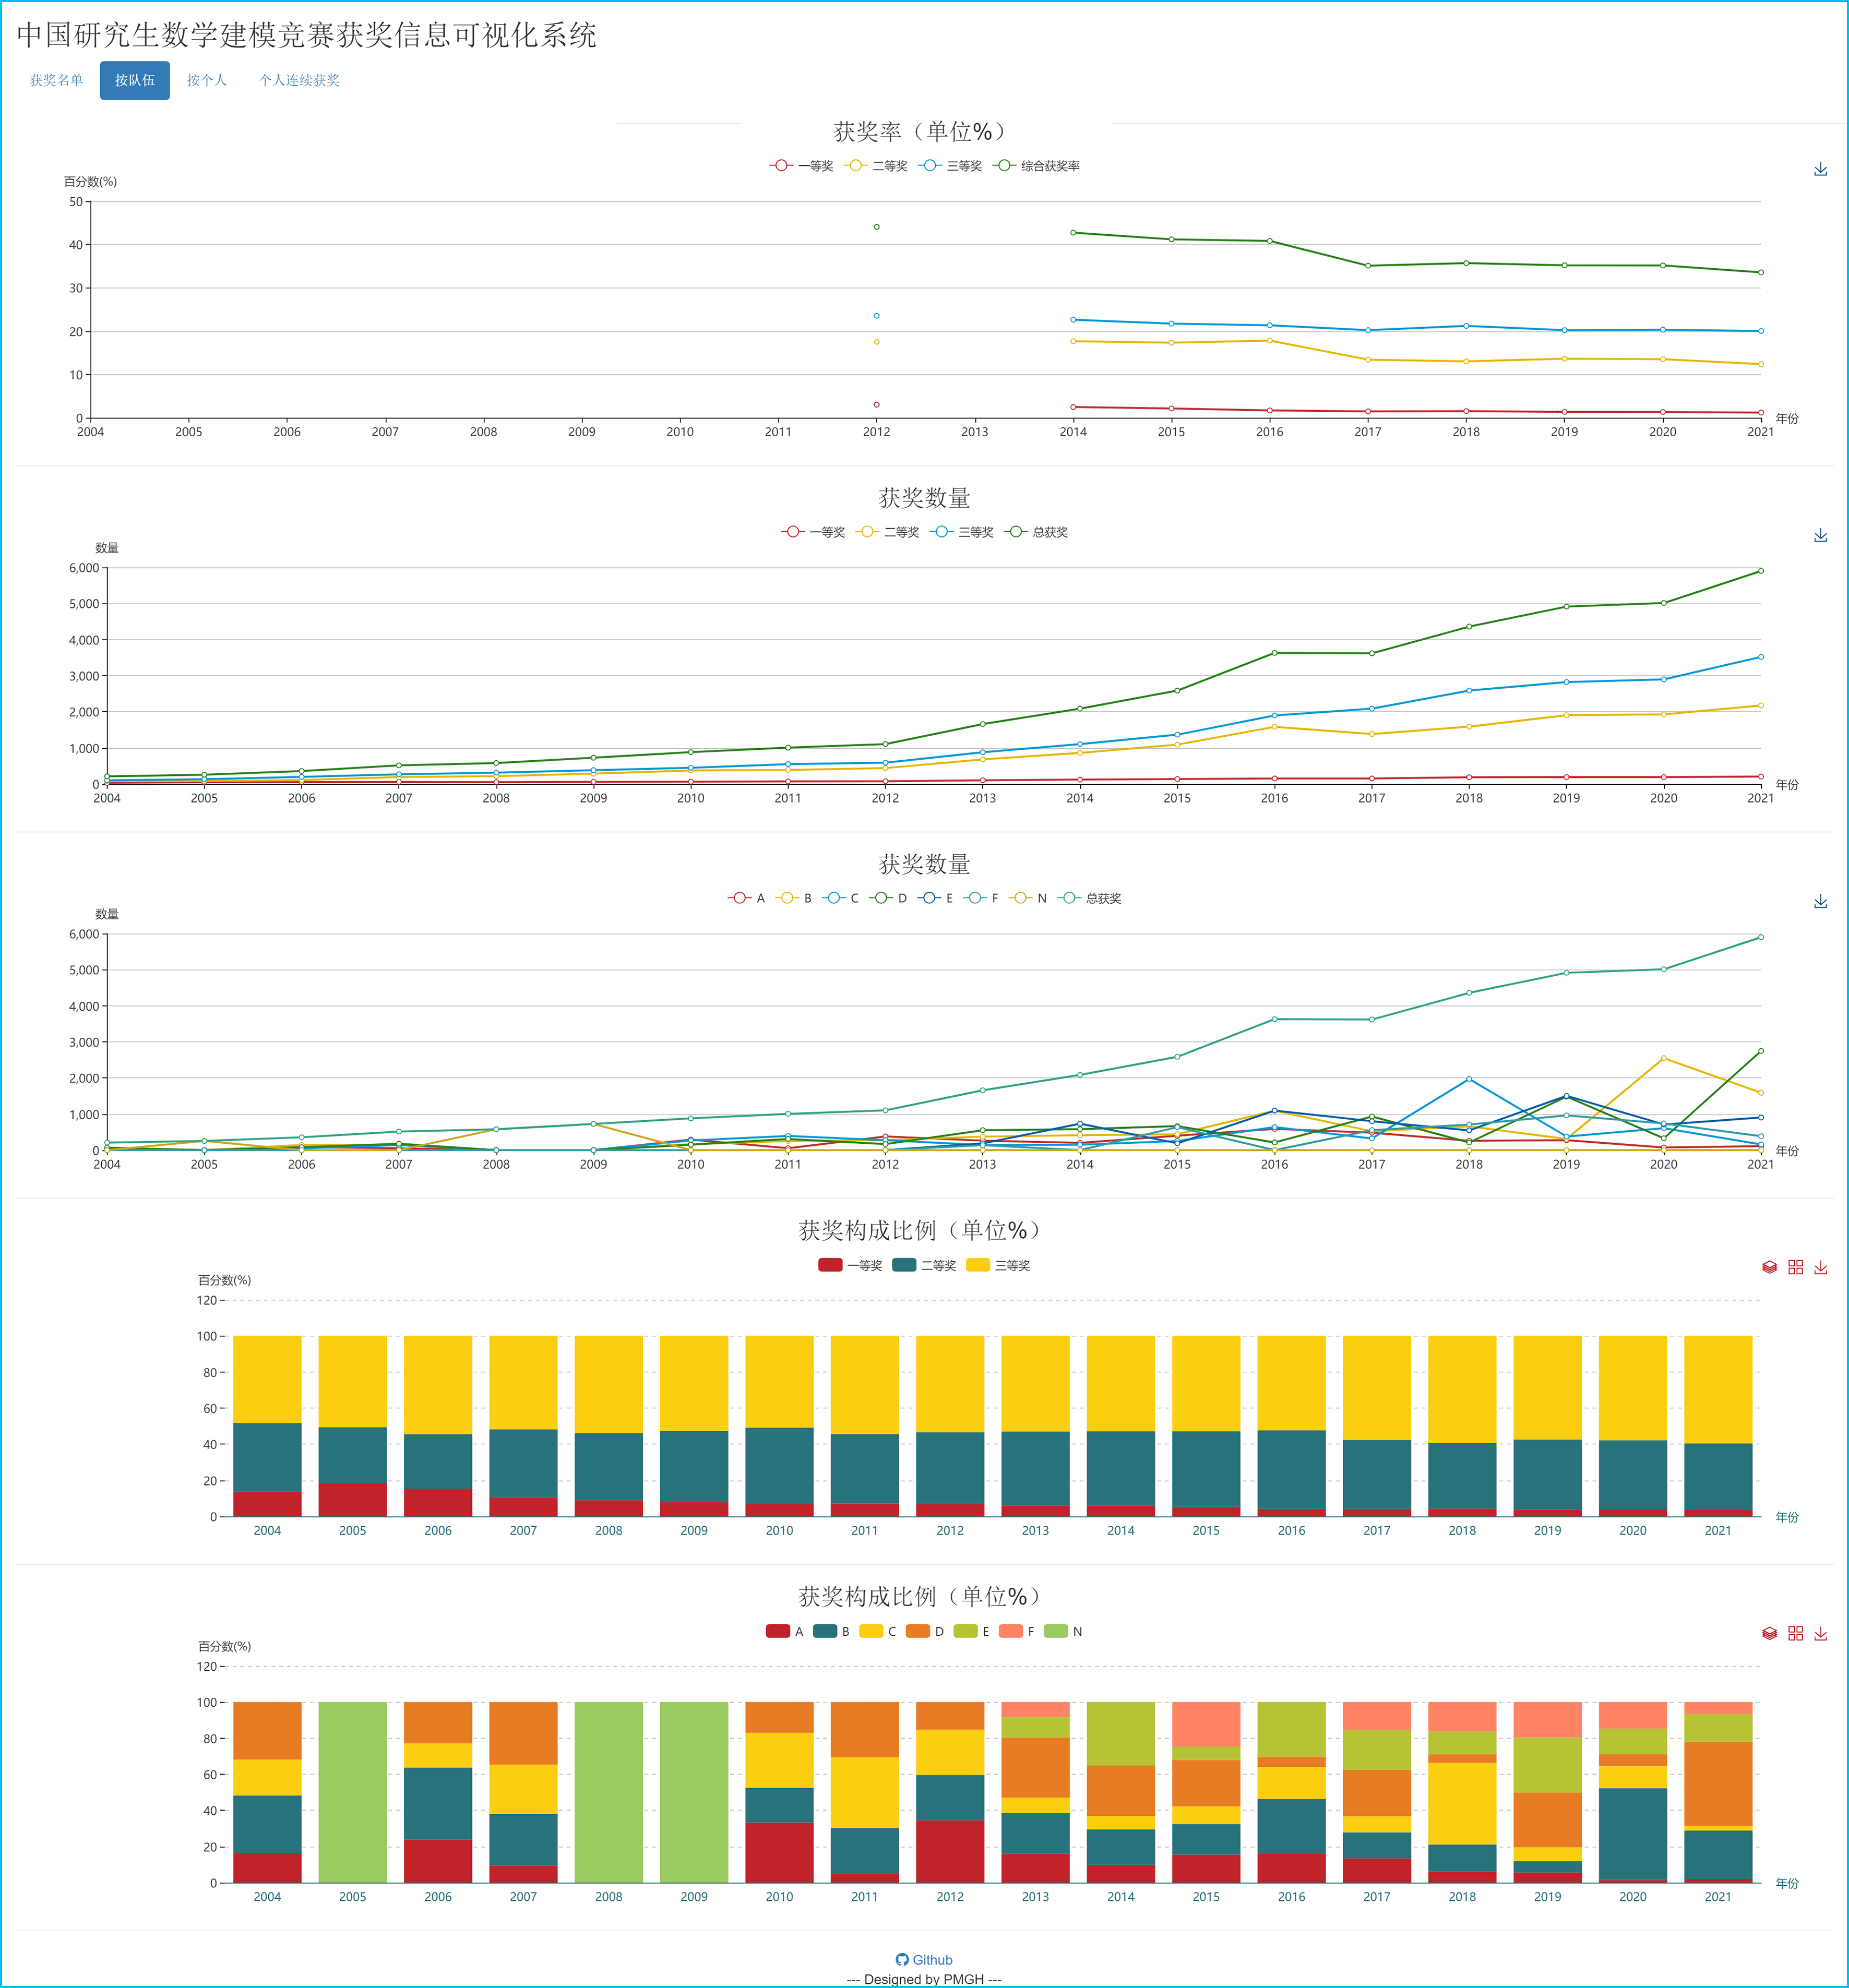 中国研究生数学建模竞赛获奖信息可视化系统
获奖名单 按队伍 按个人 个人连续获奖
获奖率（单位%）
一等奖 二等奖 三等奖 综合获奖率
百分数(%)
50
40
30
20
10
0
2004 2005 2006 2007 2008 2009 2010 2011 2012 2013 2014 2015 2016 2017 2018 2019 2020 2021 年份
获奖数量
一等奖 二等奖 三等奖 总获奖
数量
6,000
5,000
4,000
3,000
2,000
1,000
0
2004 2005 2006 2007 2008 2009 2010 2011 2012 2013 2014 2015 2016 2017 2018 2019 2020 2021 年份
获奖数量
A B C D E F N 总获奖
数量
6,000
5,000
4,000
3,000
2,000
1,000
0
2004 2005 2006 2007 2008 2009 2010 2011 2012 2013 2014 2015 2016 2017 2018 2019 2020 2021 年份
获奖构成比例（单位%）
一等奖 二等奖 三等奖
百分数(%)
120
100
80
60
40
20
0
2004 2005 2006 2007 2008 2009 2010 2011 2012 2013 2014 2015 2016 2017 2018 2019 2020 2021 年份
获奖构成比例（单位%）
A B C D E F N
百分数(%)
120
100
80
60
40
20
0
2004 2005 2006 2007 2008 2009 2010 2011 2012 2013 2014 2015 2016 2017 2018 2019 2020 2021 年份
Github
--- Designed by PMGH ---